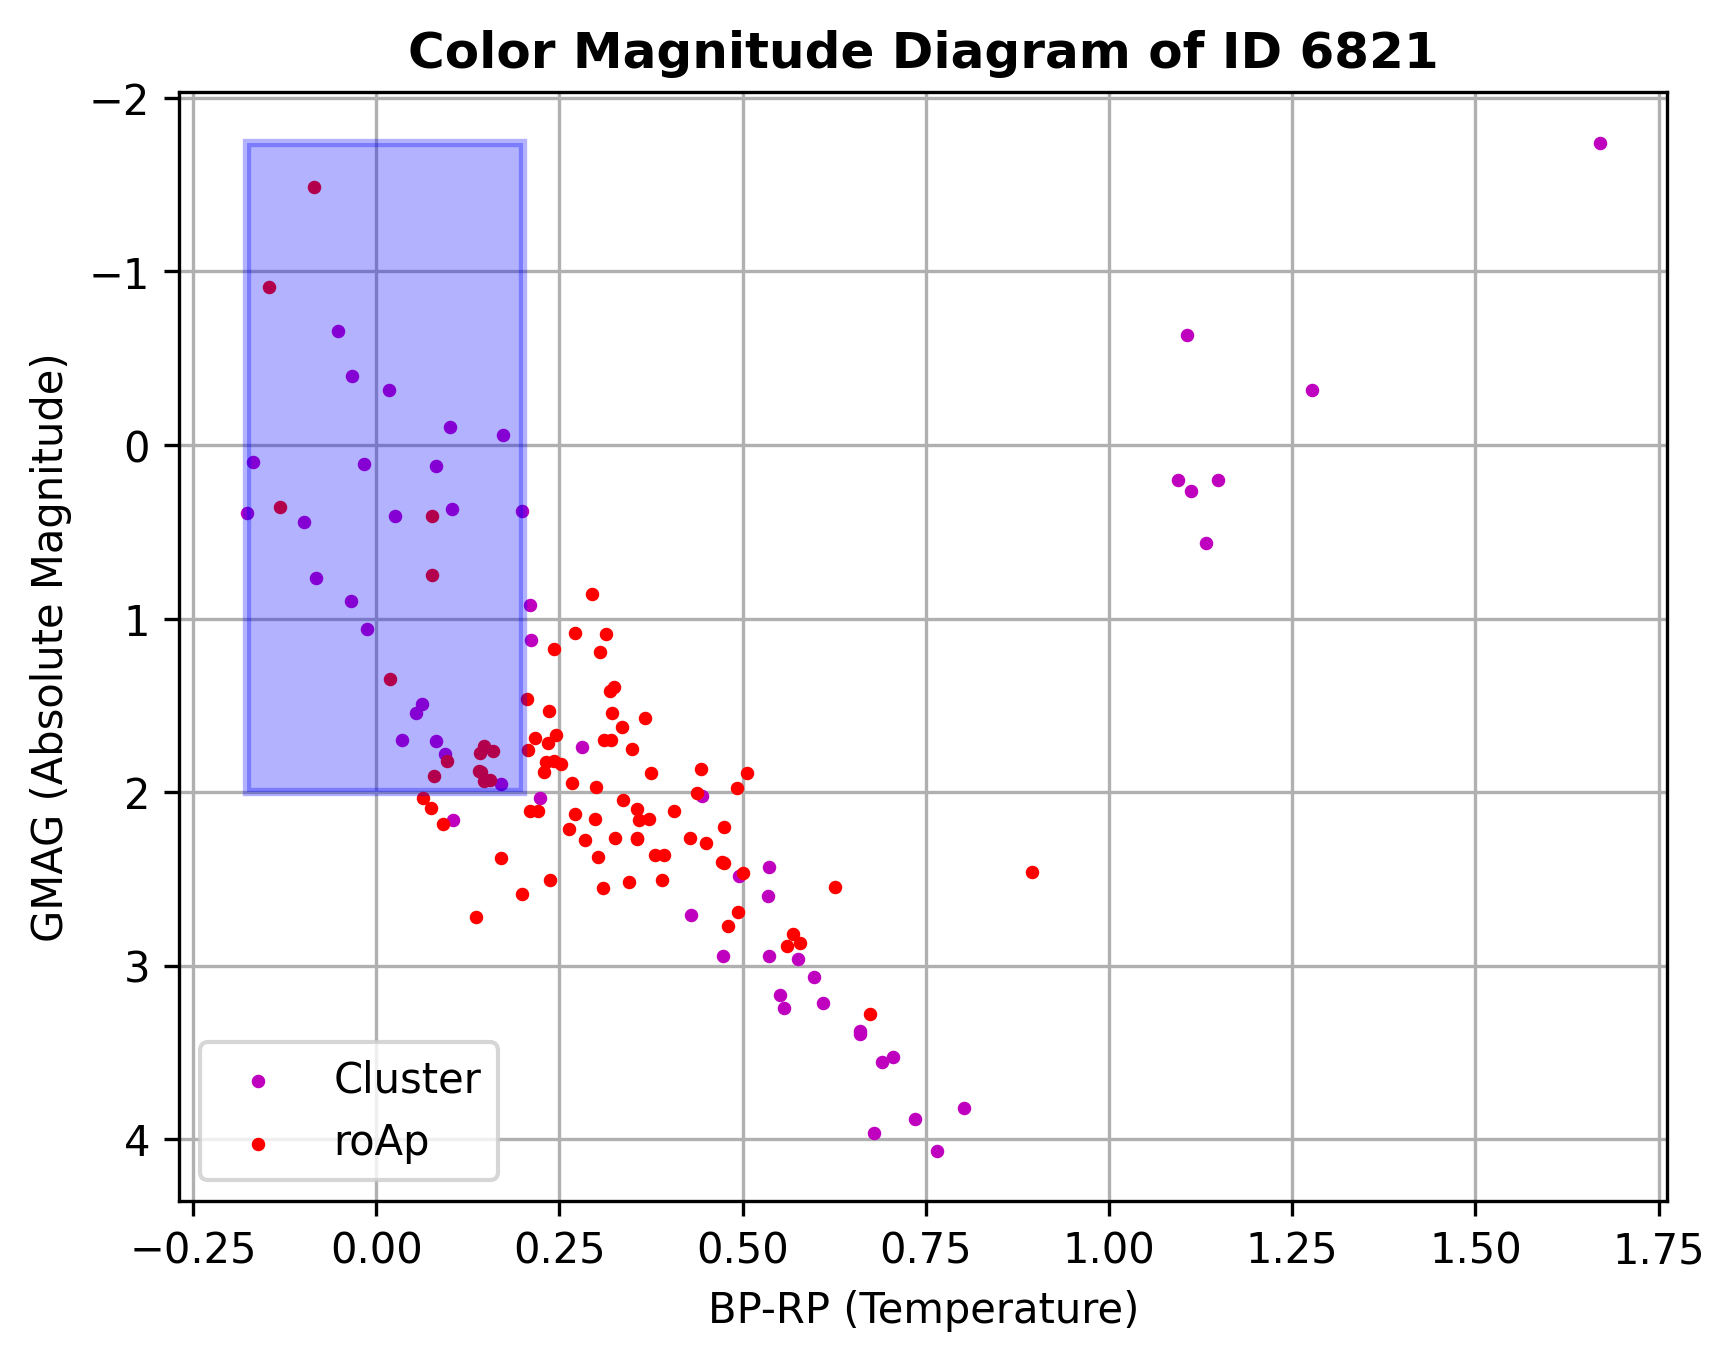 Color Magnitude Diagram of ID 6821
−2
−1
0
1
2
3
4
GMAG (Absolute Magnitude)
Cluster
roAp
−0.25 0.00 0.25 0.50 0.75 1.00 1.25 1.50 1.75
BP-RP (Temperature)